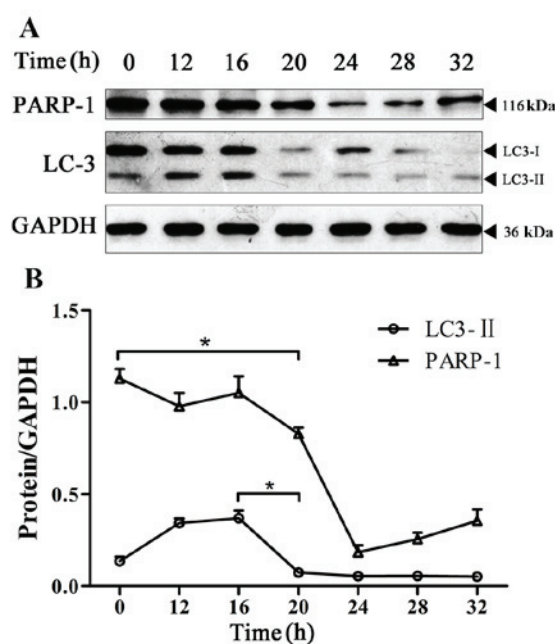 A
Time(h) 0 12 16 20 24 28 32
PARP-1 116kDa
LC-3 LC3-I
LC3-II
GAPDH 36 kDa
B
1.5
LC3-II
PARP-1
*
1.0
Protein/GAPDH
0.5
*
0.0
0 12 16 20 24 28 32
Time(h)